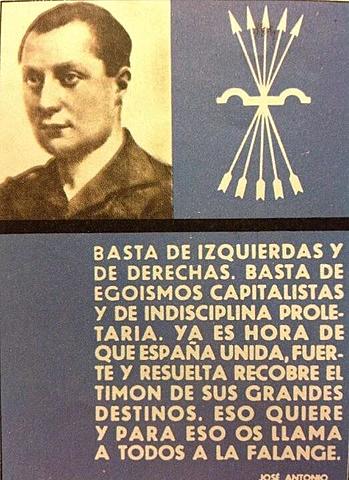 BASTA DE IZQUIERDAS Y
DE DERECHAS. BASTA DE
EGOISMOS CAPITALISTAS
Y DE INDISCIPLINA PROLE-
TARIA. YA ES HORA DE
QUE ESPAÑA UNIDA, FUER-
TE Y RESUELTA RECOBRE EL
TIMON DE SUS GRANDES
DESTINOS. ESO QUIERE
Y PARA ESO OS LLAMA
A TODOS A LA FALANGE.
JOSÉ ANTONIO